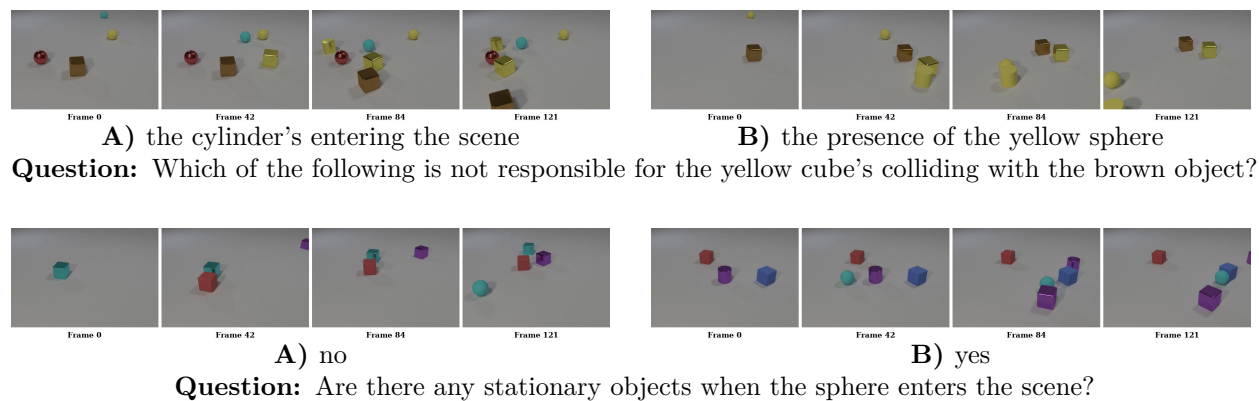 Frame 0 Frame 42 Frame 84 Frame 121 Frame 0 Frame 42 Frame 84 Frame 121
A) the cylinder's entering the scene B) the presence of the yellow sphere
Question: Which of the following is not responsible for the yellow cube's colliding with the brown object?
Frame 0 Frame 42 Frame 84 Frame 121 Frame 0 Frame 42 Frame 84 Frame 121
A) no B) yes
Question: Are there any stationary objects when the sphere enters the scene?